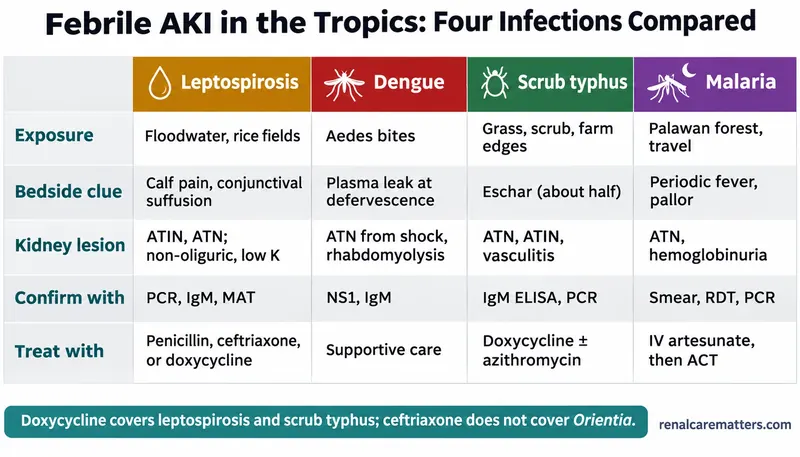 Febrile AKI in the Tropics: Four Infections Compared
Leptospirosis
Dengue
Scrub typhus
Malaria
Exposure
Floodwater, rice fields
Aedes bites
Grass, scrub, farm
edges
Palawan forest,
travel
Bedside clue
Calf pain, conjunctival
suffusion
Plasma leak at
defervescence
Eschar (about half)
Periodic fever,
pallor
Kidney lesion
ATIN, ATN;
non-oliguric, low K
ATN from shock,
rhabdomyolysis
ATN, ATIN,
vasculitis
ATN,
hemoglobinuria
Confirm with
PCR, IgM, MAT
NS1, IgM
IgM ELISA, PCR
Smear, RDT, PCR
Treat with
Penicillin, ceftriaxone,
or doxycycline
Supportive care
Doxycycline ±
azithromycin
IV artesunate,
then ACT
Doxycycline covers leptospirosis and scrub typhus; ceftriaxone does not cover Orientia.
renalcarematters.com